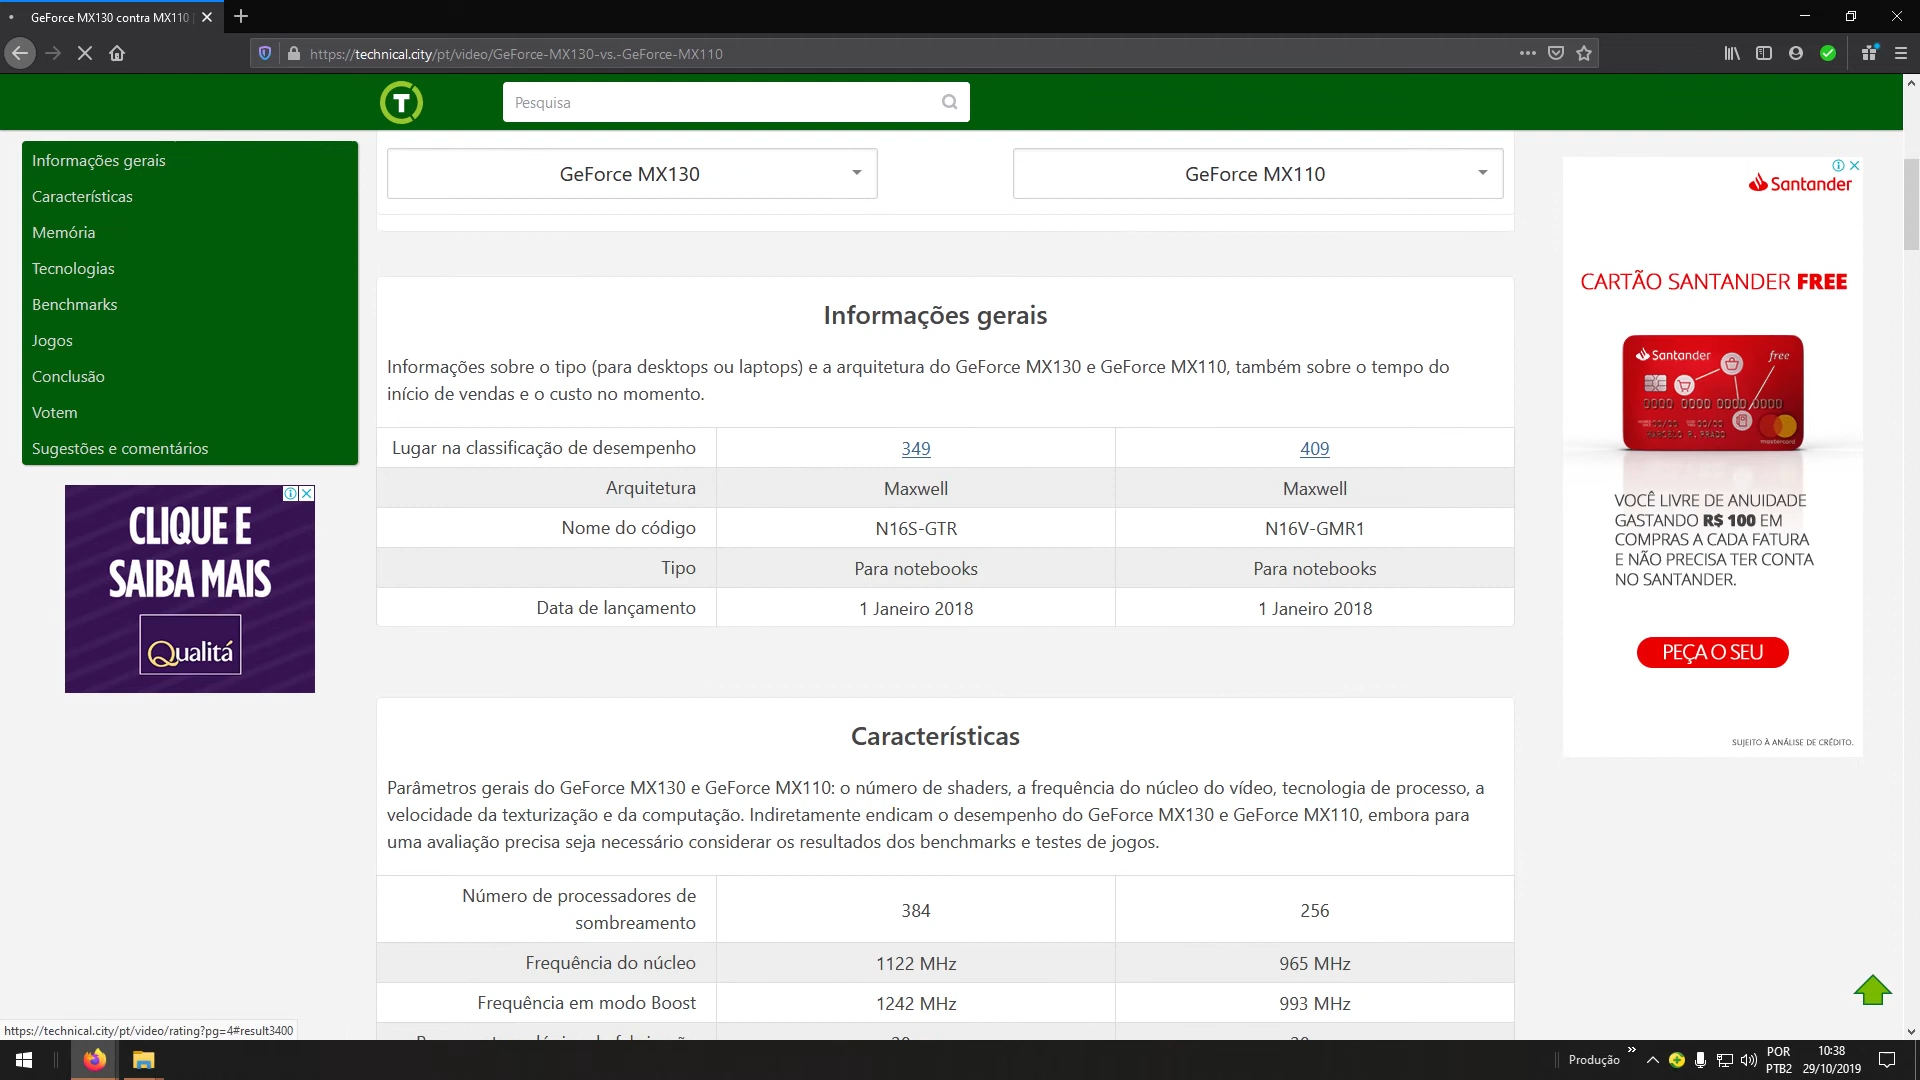 GeForce MX130 contra MX110
https://technical.city/pt/video/GeForce-MX130-vs.-GeForce-MX110
T
Pesquisa
Informações gerais
Características
Memória
Tecnologias
Benchmarks
Jogos
Conclusão
Votem
Sugestões e comentários
CLIQUE E
SAIBA MAIS
Qualitá
GeForce MX130
GeForce MX110
Informações gerais
Informações sobre o tipo (para desktops ou laptops) e a arquitetura do GeForce MX130 e GeForce MX110, também sobre o tempo do
início de vendas e o custo no momento.
Lugar na classificação de desempenho 349 409
Arquitetura Maxwell Maxwell
Nome do código N16S-GTR N16V-GMR1
Tipo Para notebooks Para notebooks
Data de lançamento 1 Janeiro 2018 1 Janeiro 2018
Características
Parâmetros gerais do GeForce MX130 e GeForce MX110: o número de shaders, a frequência do núcleo do vídeo, tecnologia de processo, a
velocidade da texturização e da computação. Indiretamente endicam o desempenho do GeForce MX130 e GeForce MX110, embora para
uma avaliação precisa seja necessário considerar os resultados dos benchmarks e testes de jogos.
Número de processadores de
sombreamento 384 256
Frequência do núcleo 1122 MHz 965 MHz
Frequência em modo Boost 1242 MHz 993 MHz
Santander
CARTÃO SANTANDER FREE
Santander free
0000 0000 0000 0000
MARCELO R. PRADO
mastercard
VOCÊ LIVRE DE ANUIDADE
GASTANDO R$ 100 EM
COMPRAS A CADA FATURA
E NÃO PRECISA TER CONTA
NO SANTANDER.
PEÇA O SEU
SUJEITO À ANÁLISE DE CRÉDITO.
https://technical.city/pt/video/rating?pg=4#result3400
Produção
POR
PTB2
10:38
29/10/2019